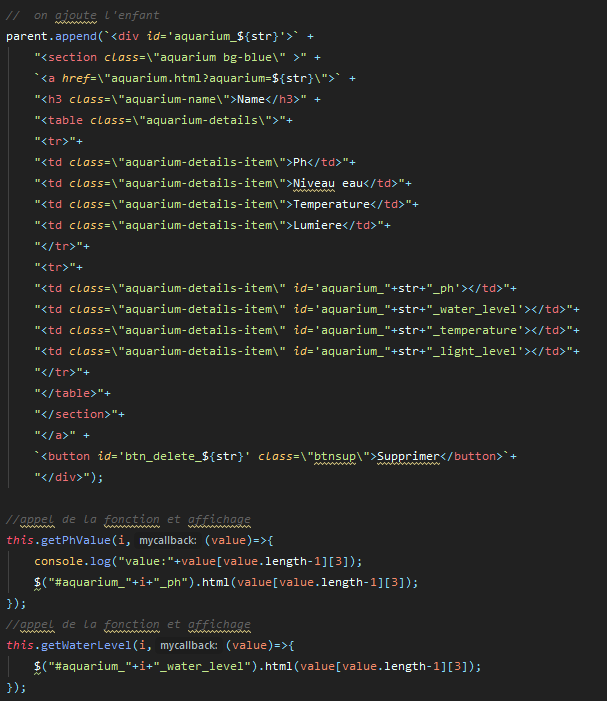 //  on ajoute l'enfant
parent.append(`<div id='aquarium_${str}'>` +
    "<section class=\"aquarium bg-blue\" >" +
    `<a href=\"aquarium.html?aquarium=${str}\">` +
    "<h3 class=\"aquarium-name\">Name</h3>" +
    "<table class=\"aquarium-details\">"+
    "<tr>"+
    "<td class=\"aquarium-details-item\">Ph</td>"+
    "<td class=\"aquarium-details-item\">Niveau eau</td>"+
    "<td class=\"aquarium-details-item\">Temperature</td>"+
    "<td class=\"aquarium-details-item\">Lumiere</td>"+
    "</tr>"+
    "<tr>"+
    "<td class=\"aquarium-details-item\" id='aquarium_"+str+"_ph'></td>"+
    "<td class=\"aquarium-details-item\" id='aquarium_"+str+"_water_level'></td>"+
    "<td class=\"aquarium-details-item\" id='aquarium_"+str+"_temperature'></td>"+
    "<td class=\"aquarium-details-item\" id='aquarium_"+str+"_light_level'></td>"+
    "</tr>"+
    "</table>"+
    "</section>"+
    "</a>" +
    `<button id='btn_delete_${str}' class=\"btnsup\">Supprimer</button>`+
    "</div>");

//appel de la fonction et affichage
this.getPhValue(i, mycallback: (value)=>{
    console.log("value:"+value[value.length-1][3]);
    $("#aquarium_"+i+"_ph").html(value[value.length-1][3]);
});
//appel de la fonction et affichage
this.getWaterLevel(i, mycallback: (value)=>{
    $("#aquarium_"+i+"_water_level").html(value[value.length-1][3]);
});